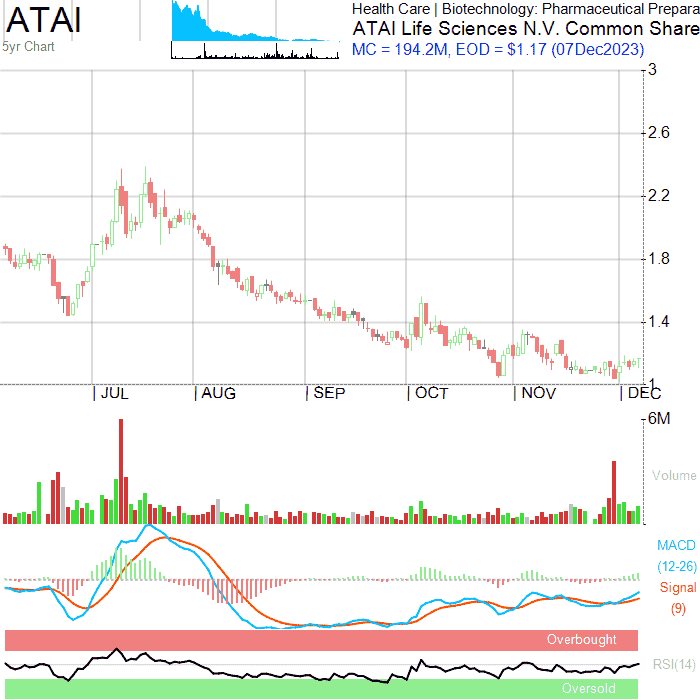 ATAI
5yr Chart
Health Care | Biotechnology: Pharmaceutical Prepara
ATAI Life Sciences N.V. Common Share
MC = 194.2M, EOD = $1.17 (07Dec2023)
3
2.6
2.2
1.8
1.4
1
JUL AUG SEP OCT NOV DEC
6M
Volume
MACD
(12-26)
Signal
(9)
Overbought
RSI(14)
Oversold